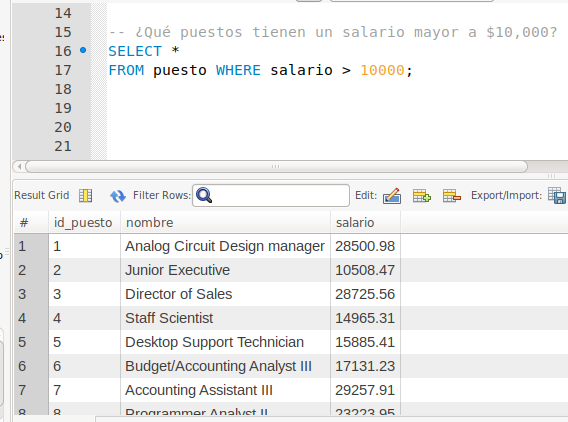 14
15 -- ¿Qué puestos tienen un salario mayor a $10,000?
16 SELECT *
17 FROM puesto WHERE salario > 10000;
18
19
20
21
Result Grid Filter Rows: Edit: Export/Import:
# id_puesto nombre salario
1 1 Analog Circuit Design manager 28500.98
2 2 Junior Executive 10508.47
3 3 Director of Sales 28725.56
4 4 Staff Scientist 14965.31
5 5 Desktop Support Technician 15885.41
6 6 Budget/Accounting Analyst III 17131.23
7 7 Accounting Assistant III 29257.91
8 8 Programmer Analyst II 23223.95